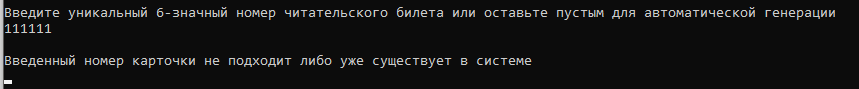 Введите уникальный 6-значный номер читательского билета или оставьте пустым для автоматической генерации
111111
Введенный номер карточки не подходит либо уже существует в системе